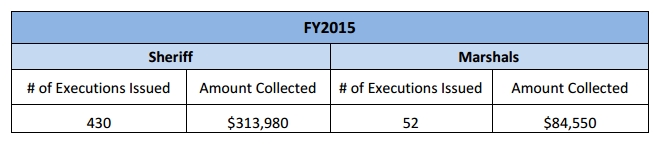 FY2015
Sheriff Marshals
# of Executions Issued Amount Collected # of Executions Issued Amount Collected
430 $313,980 52 $84,550